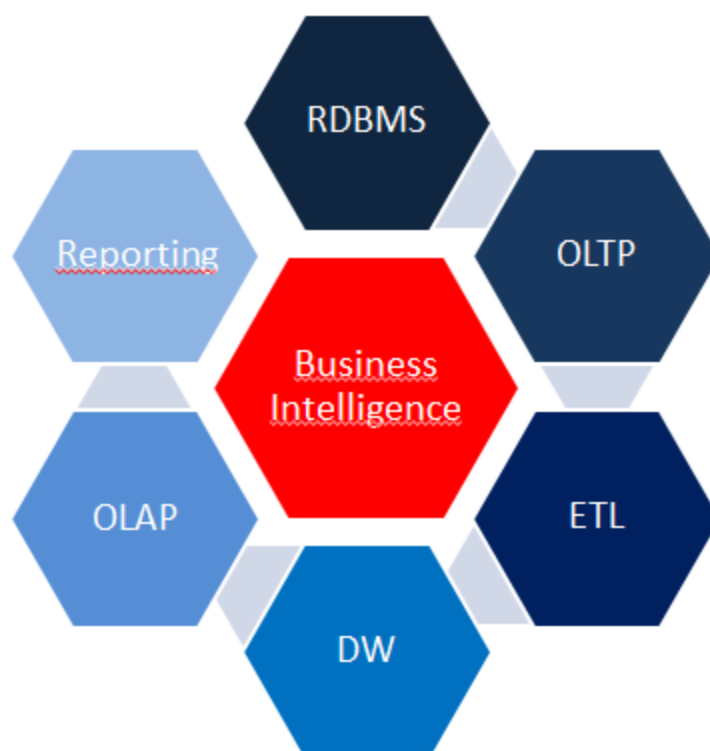 RDBMS
Reporting
OLTP
Business
Intelligence
OLAP
ETL
DW